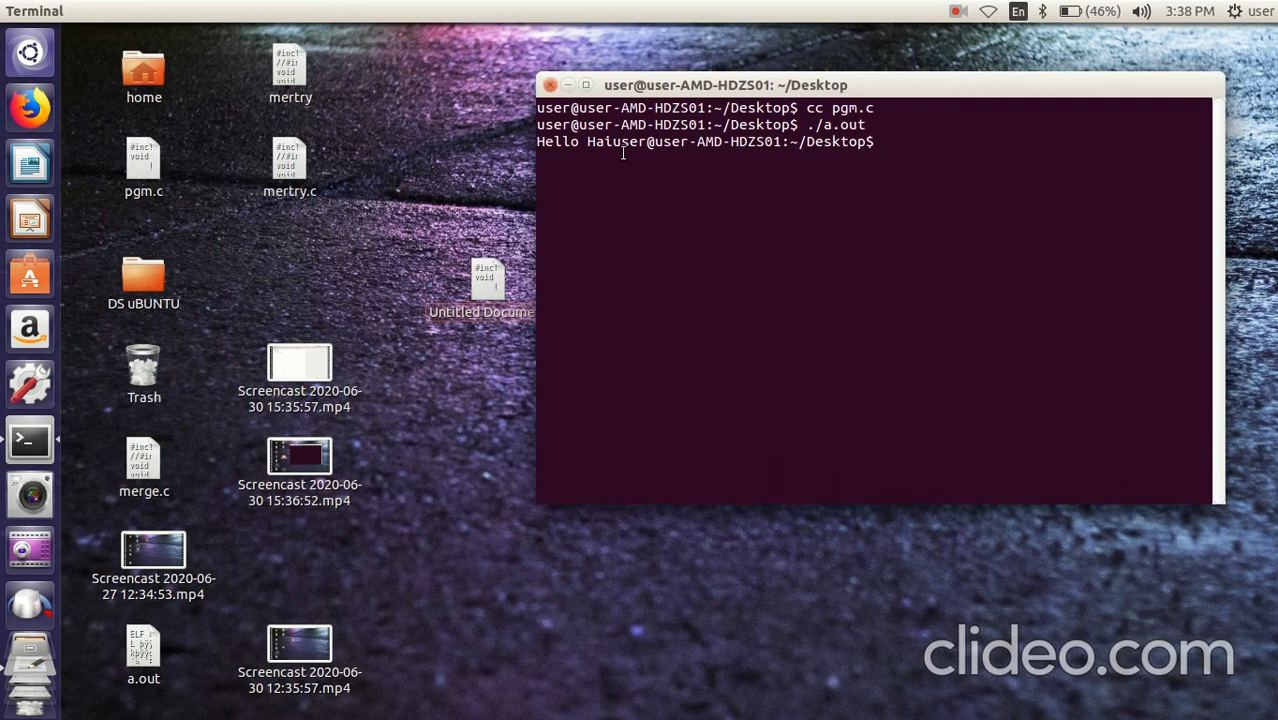 Terminal
En
(46%)
3:38 PM
user
home
mertry
pgm.c
mertry.c
DS uBUNTU
Untitled Docume
Trash
Screencast 2020-06-
30 15:35:57.mp4
merge.c
Screencast 2020-06-
30 15:36:52.mp4
Screencast 2020-06-
27 12:34:53.mp4
a.out
Screencast 2020-06-
30 12:35:57.mp4
user@user-AMD-HDZS01: ~/Desktop
user@user-AMD-HDZS01:~/Desktop$ cc pgm.c
user@user-AMD-HDZS01:~/Desktop$ ./a.out
Hello Haiuser@user-AMD-HDZS01:~/Desktop$
clideo.com